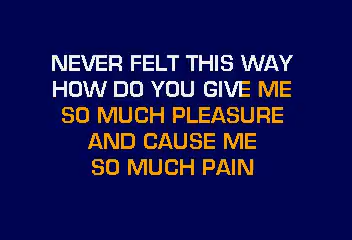 NEVER FELT THIS WAY
HOW DO YOU GIVE ME
SO MUCH PLEASURE
AND CAUSE ME
SO MUCH PAIN